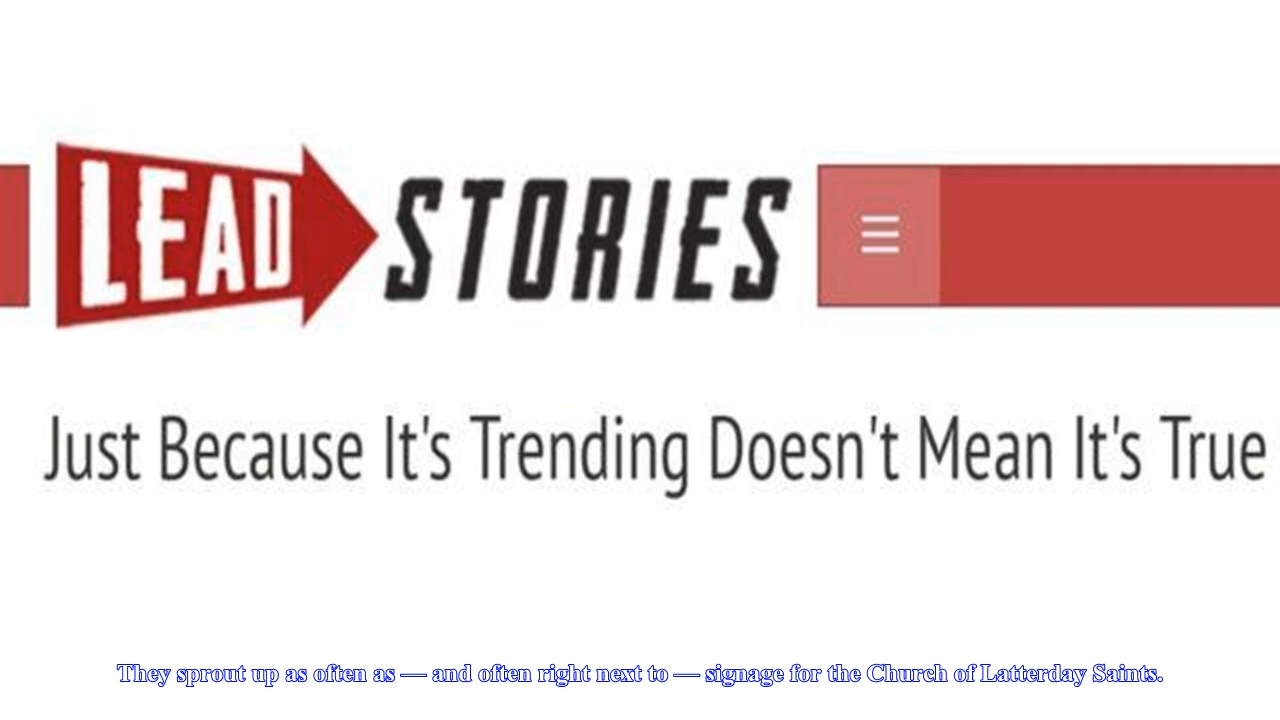 LEAD STORIES
Just Because It's Trending Doesn't Mean It's True
They sprout up as often as — and often right next to — signage for the Church of Latterday Saints.